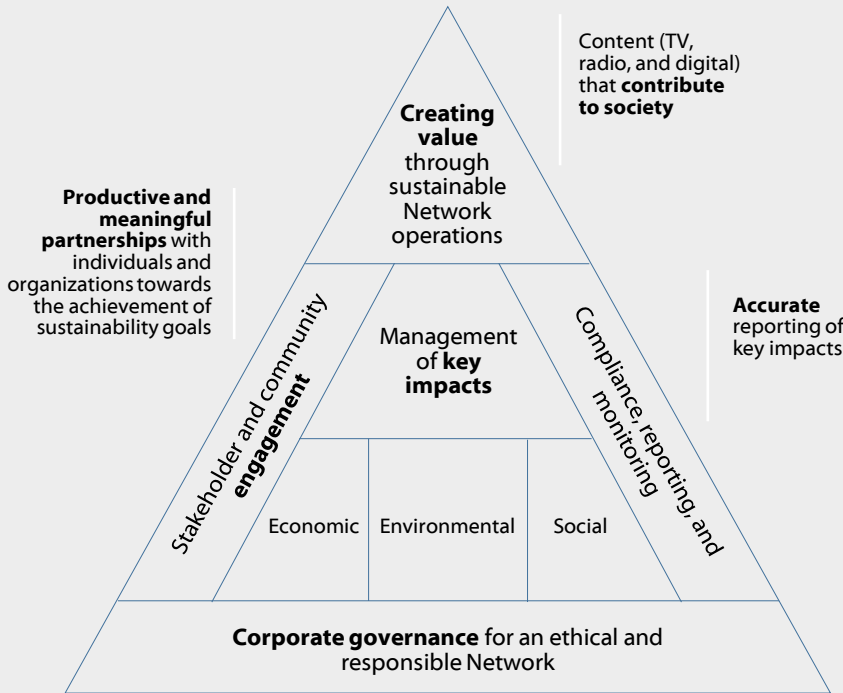 Content (TV,
radio, and digital)
that contribute
to society
Creating
value
through
sustainable
Network
operations
Productive and
meaningful
partnerships with
individuals and
organizations towards
the achievement of
sustainability goals
Accurate
reporting of
key impacts
Stakeholder and community
engagement
Management
of key
impacts
Compliance, reporting, and
monitoring
Economic
Environmental
Social
Corporate governance for an ethical and
responsible Network